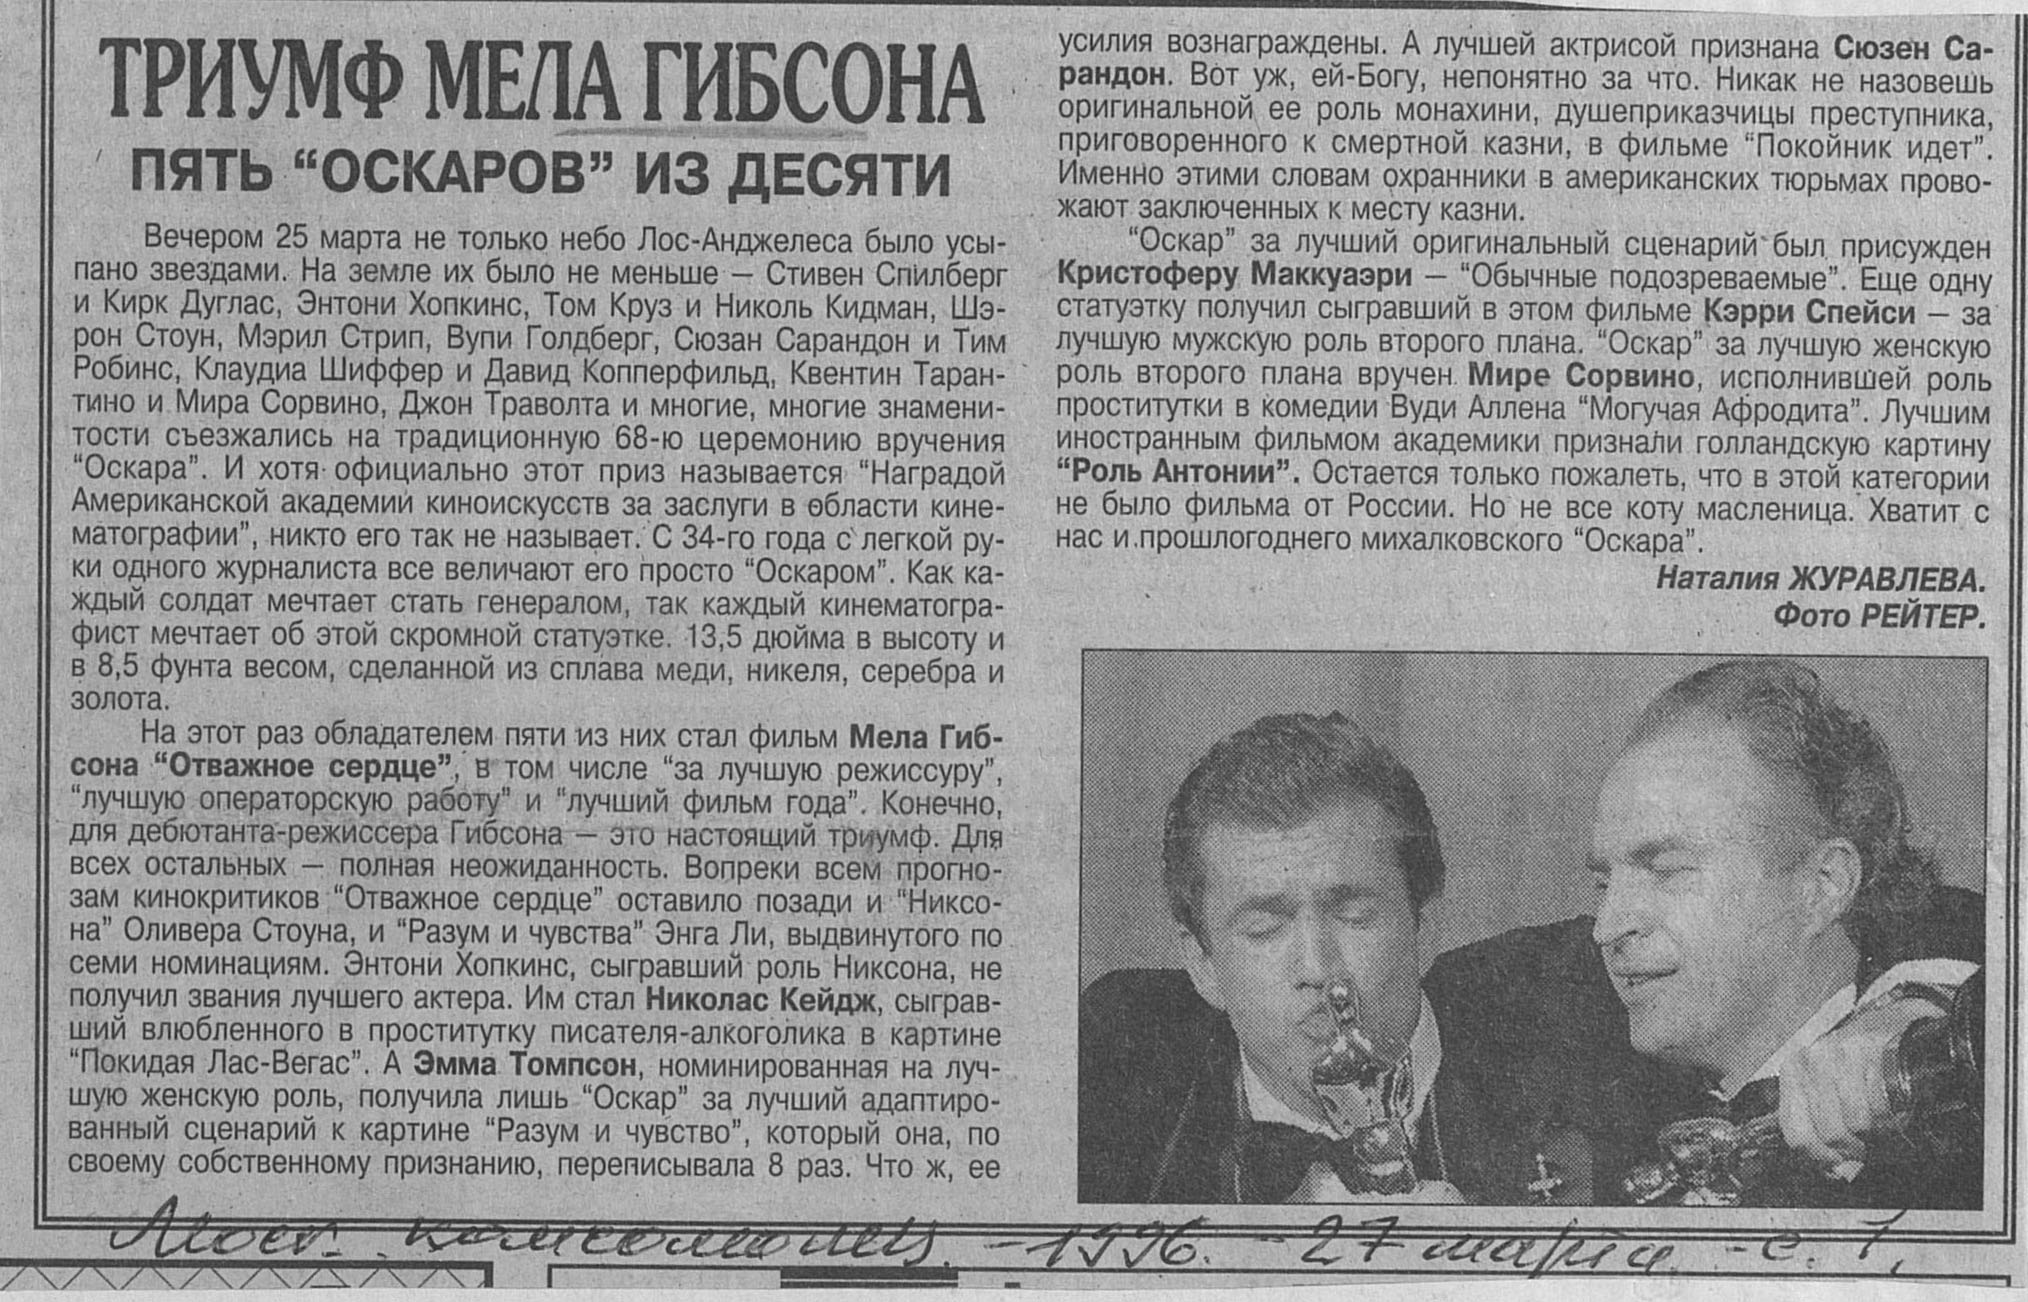 ТРИУМФ МЕЛА ГИБСОНА
ПЯТЬ “ОСКАРОВ” ИЗ ДЕСЯТИ
Вечером 25 марта не только небо Лос-Анджелеса было усы-
пано звездами. На земле их было не меньше — Стивен Спилберг
и Кирк Дуглас, Энтони Хопкинс, Том Круз и Николь Кидман, Шэ-
рон Стоун, Мэрил Стрип, Вупи Голдберг, Сюзан Сарандон и Тим
Робинс, Клаудиа Шиффер и Давид Копперфильд, Квентин Таран-
тино и Мира Сорвино, Джон Траволта и многие, многие знамени-
тости съезжались на традиционную 68-ю церемонию вручения
“Оскара”. И хотя официально этот приз называется “Наградой
Американской академии киноискусств за заслуги в области кине-
матографии”, никто его так не называет. С 34-го года с легкой ру-
ки одного журналиста все величают его просто “Оскаром”. Как ка-
ждый солдат мечтает стать генералом, так каждый кинематогра-
фист мечтает об этой скромной статуэтке. 13,5 дюйма в высоту и
в 8,5 фунта весом, сделанной из сплава меди, никеля, серебра и
золота.
На этот раз обладателем пяти из них стал фильм Мела Гиб-
сона “Отважное сердце”, в том числе “за лучшую режиссуру”,
“лучшую операторскую работу” и “лучший фильм года”. Конечно,
для дебютанта-режиссера Гибсона — это настоящий триумф. Для
всех остальных — полная неожиданность. Вопреки всем прогно-
зам кинокритиков “Отважное сердце” оставило позади и “Никсо-
на” Оливера Стоуна, и “Разум и чувства” Энга Ли, выдвинутого по
семи номинациям. Энтони Хопкинс, сыгравший роль Никсона, не
получил звания лучшего актера. Им стал Николас Кейдж, сыграв-
ший влюбленного в проститутку писателя-алкоголика в картине
“Покидая Лас-Вегас”. А Эмма Томпсон, номинированная на луч-
шую женскую роль, получила лишь “Оскар” за лучший адаптиро-
ванный сценарий к картине “Разум и чувство”, который она, по
своему собственному признанию, переписывала 8 раз. Что ж, ее
усилия вознаграждены. А лучшей актрисой признана Сюзен Са-
рандон. Вот уж, ей-Богу, непонятно за что. Никак не назовешь
оригинальной ее роль монахини, душеприказчицы преступника,
приговоренного к смертной казни, в фильме “Покойник идет”.
Именно этими словам охранники в американских тюрьмах прово-
жают заключенных к месту казни.
“Оскар” за лучший оригинальный сценарий был присужден
Кристоферу Маккуаэри — “Обычные подозреваемые”. Еще одну
статуэтку получил сыгравший в этом фильме Кэрри Спейси — за
лучшую мужскую роль второго плана. “Оскар” за лучшую женскую
роль второго плана вручен Мире Сорвино, исполнившей роль
проститутки в комедии Вуди Аллена “Могучая Афродита”. Лучшим
иностранным фильмом академики признали голландскую картину
“Роль Антонии”. Остается только пожалеть, что в этой категории
не было фильма от России. Но не все коту масленица. Хватит с
нас и прошлогоднего михалковского “Оскара”.
Наталия ЖУРАВЛЕВА.
Фото РЕЙТЕР.
Моск. комсомолец. - 1996. - 27 марта - с. 1,